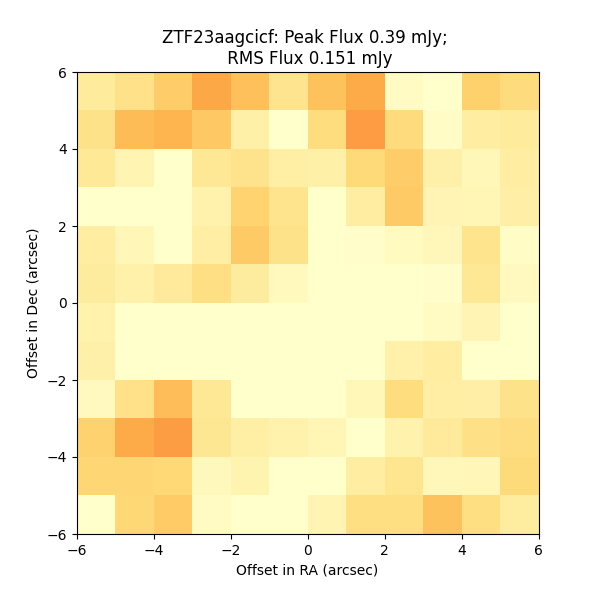 ZTF23aagcicf: Peak Flux 0.39 mJy;
RMS Flux 0.151 mJy
6
4
2
0
−2
−4
−6
Offset in Dec (arcsec)
−6 −4 −2 0 2 4 6
Offset in RA (arcsec)